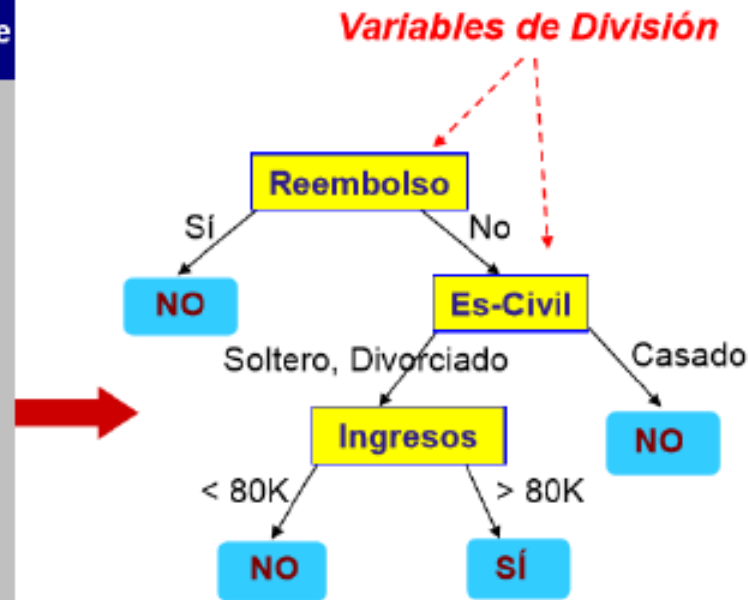 e
Variables de División
Reembolso
Sí
No
NO
Es-Civil
Soltero, Divorciado
Casado
Ingresos
NO
< 80K
> 80K
NO
SÍ